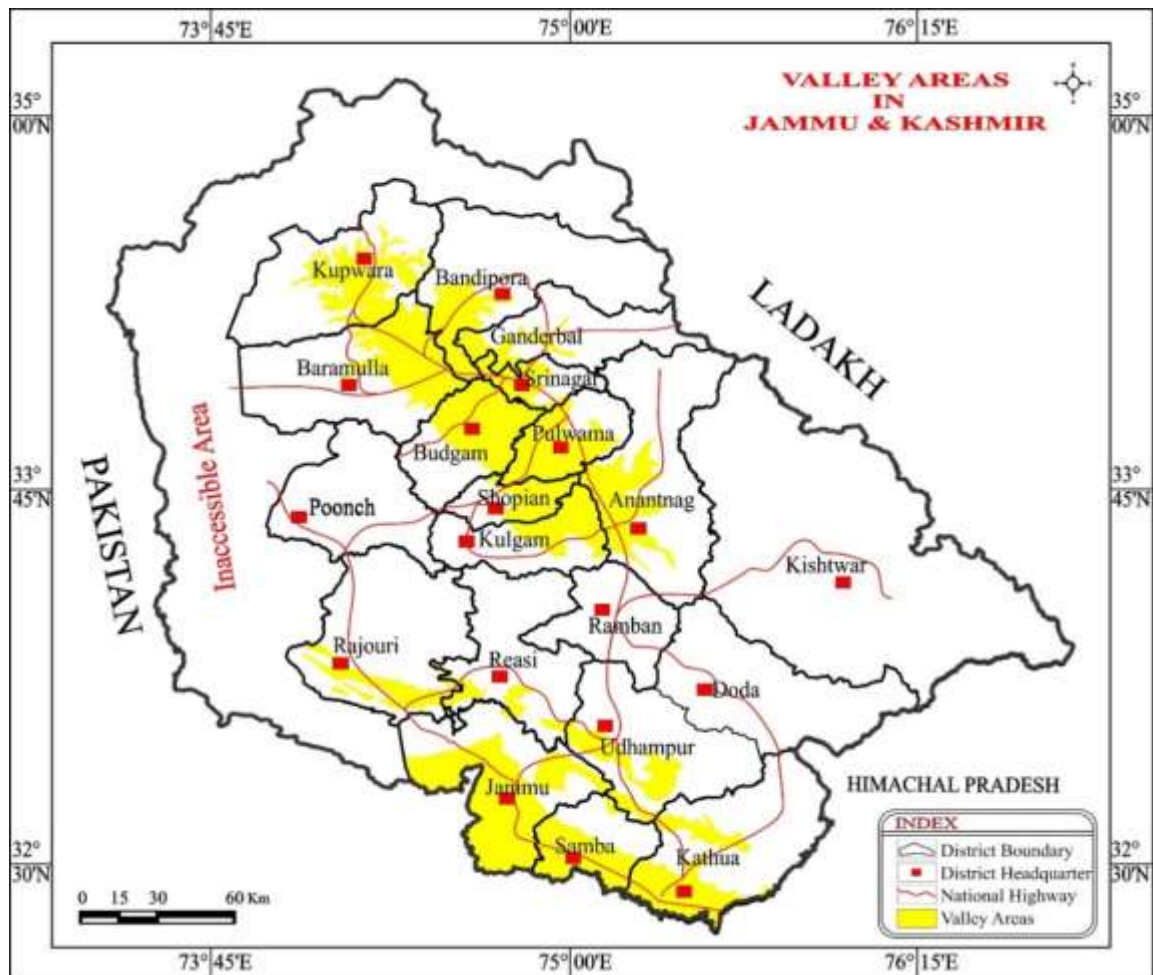 73°45'E
75°00'E
76°15'E
VALLEY AREAS
IN
JAMMU & KASHMIR
35°
00'N
35°
00'N
Kupwara
Bandipora
LADAKH
Ganderbal
Baramulla
Srinagar
Inaccessible Area
Budgam
Pulwama
PAKISTAN
33°
45'N
33°
45'N
Poonch
Shopian
Anantnag
Kulgam
Kishtwar
Ramban
Rajouri
Reasi
Doda
Udhampur
HIMACHAL PRADESH
Jammu
Samba
Kathua
32°
30'N
32°
30'N
INDEX
District Boundary
District Headquarter
National Highway
Valley Areas
0 15 30 60 Km
73°45'E
75°00'E
76°15'E